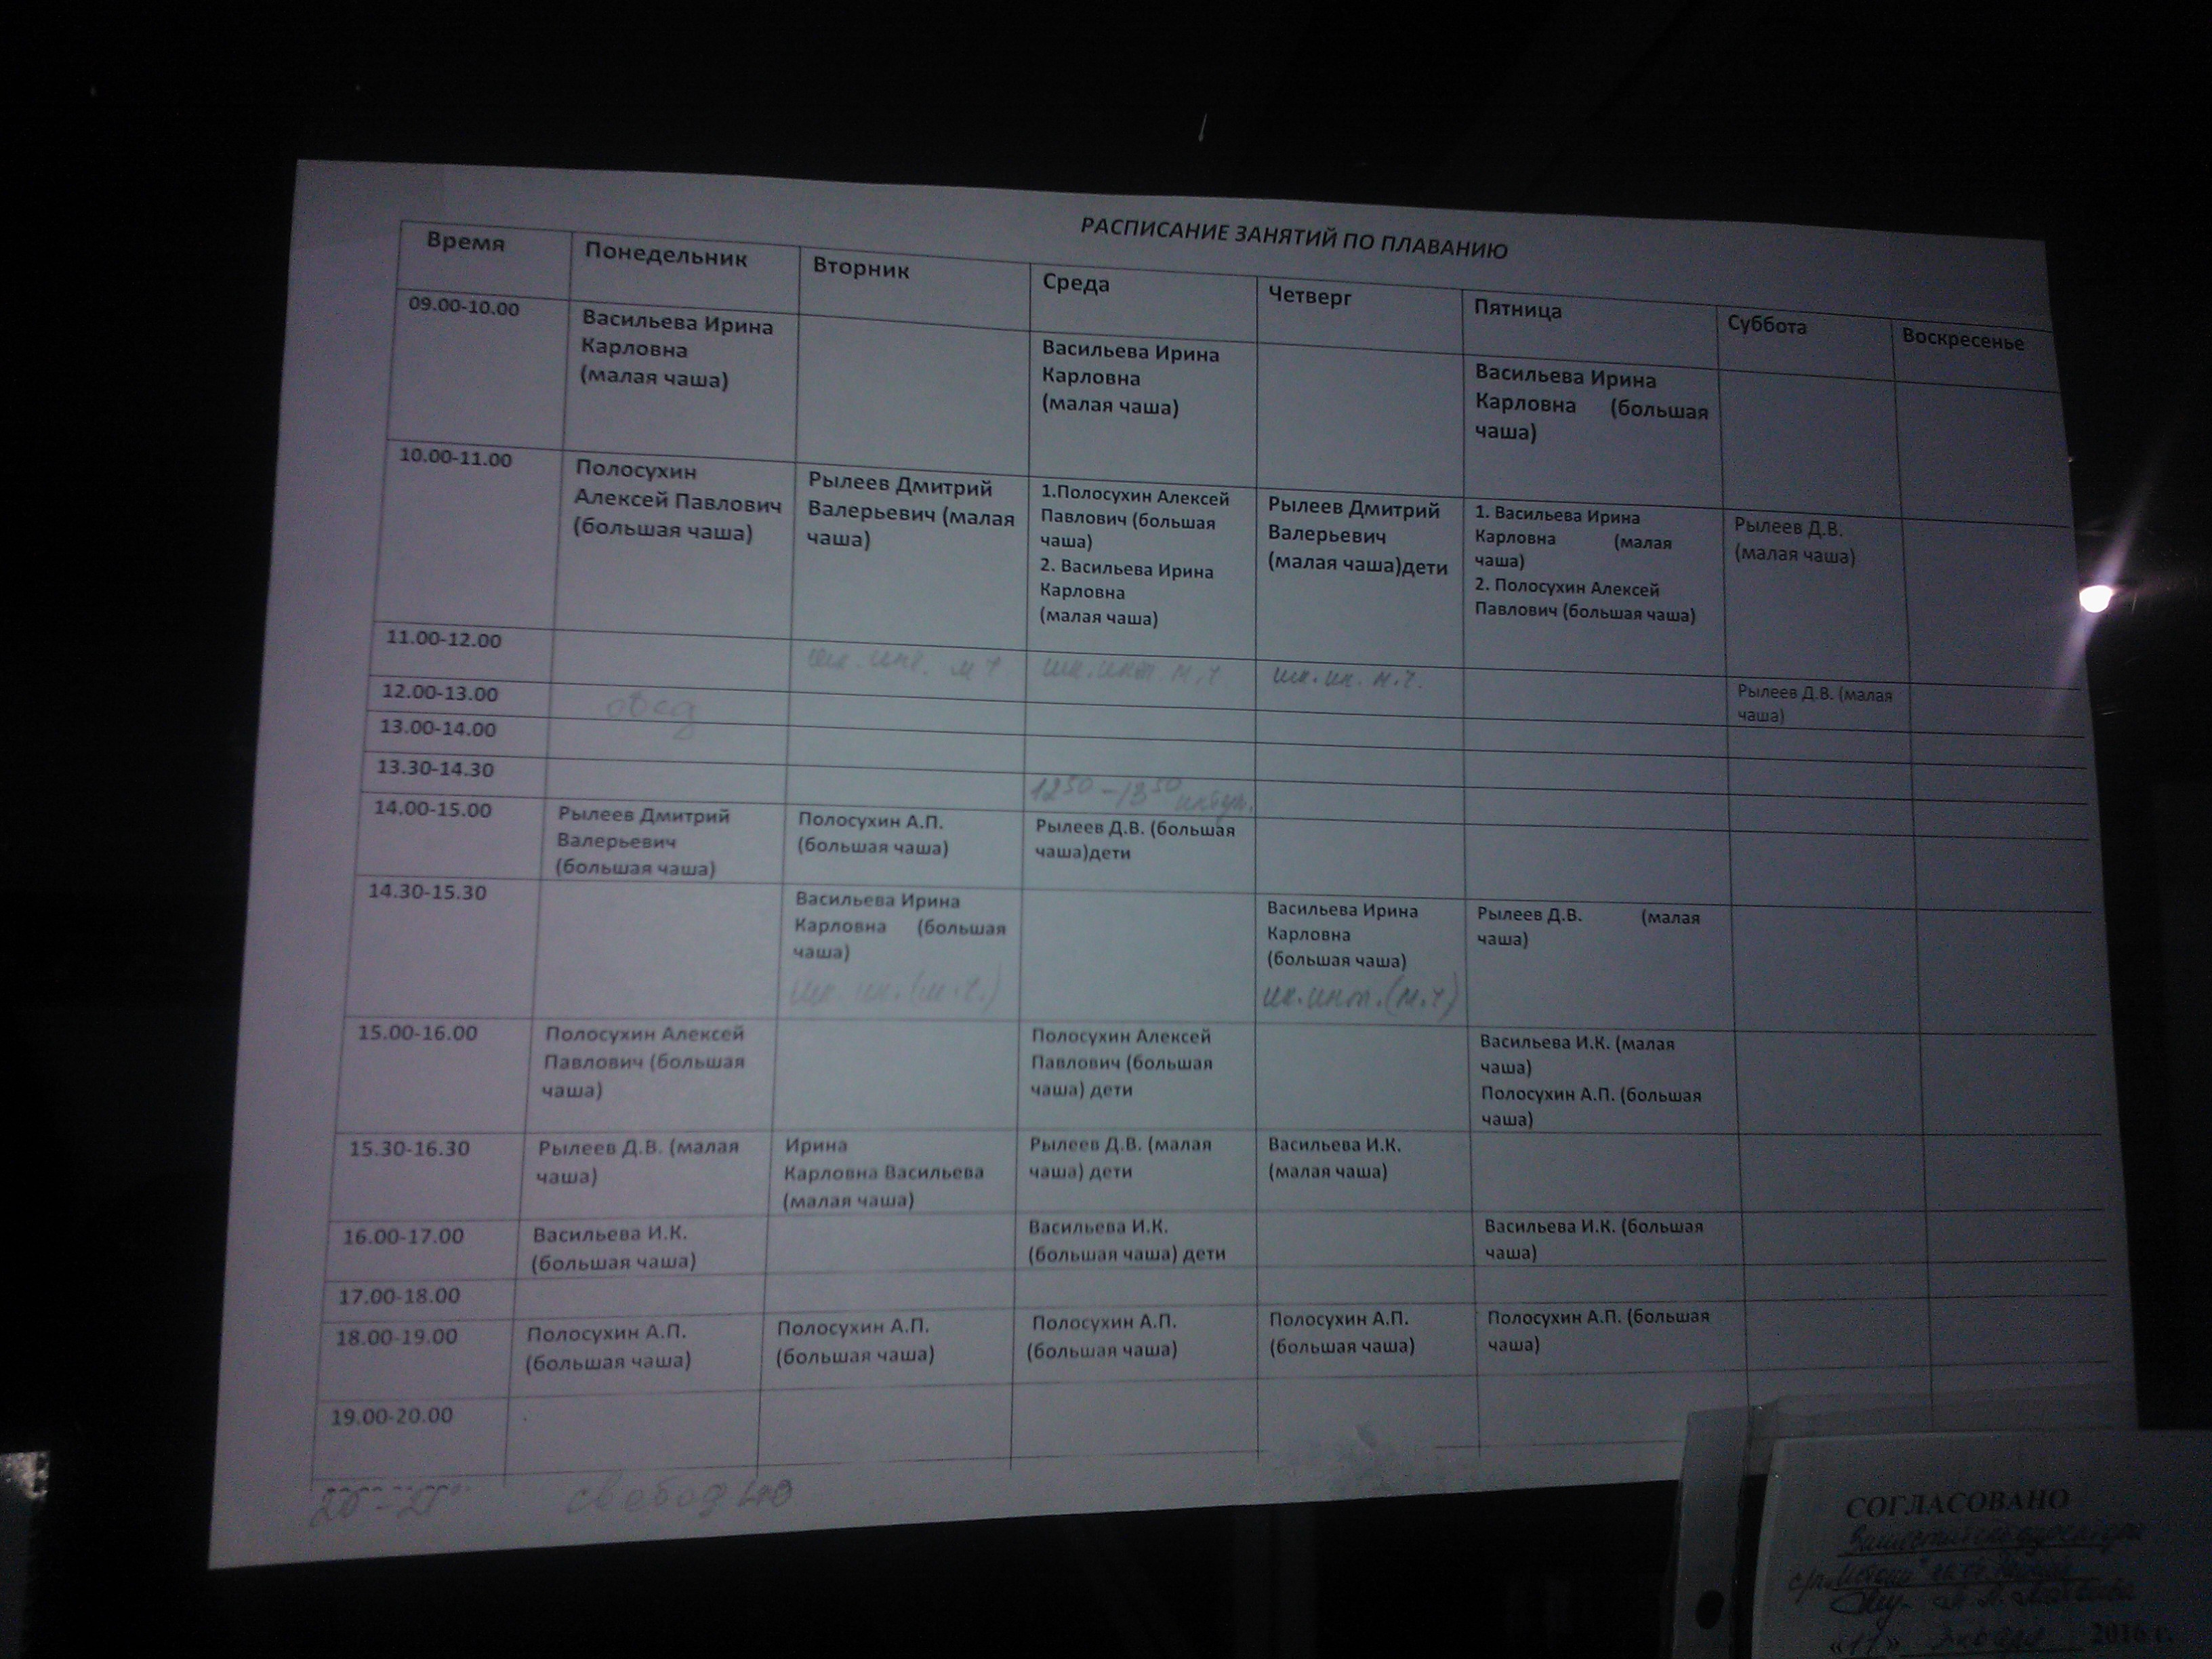 РАСПИСАНИЕ ЗАНЯТИЙ ПО ПЛАВАНИЮ
Время
Понедельник
Вторник
Среда
Четверг
Пятница
Суббота
Воскресенье
09.00-10.00
Васильева Ирина
Карловна
(малая чаша)
Васильева Ирина
Карловна
(малая чаша)
Васильева Ирина
Карловна (большая
чаша)
10.00-11.00
Полосухин
Алексей Павлович
(большая чаша)
Рылеев Дмитрий
Валерьевич (малая
чаша)
1.Полосухин Алексей
Павлович (большая
чаша)
2. Васильева Ирина
Карловна
(малая чаша)
Рылеев Дмитрий
Валерьевич
(малая чаша)дети
1. Васильева Ирина
Карловна (малая
чаша)
2. Полосухин Алексей
Павлович (большая чаша)
Рылеев Д.В.
(малая чаша)
11.00-12.00
шк. инт. м.ч
шк.инт м.ч
шк.ин. м.ч.
12.00-13.00
обед
Рылеев Д.В. (малая
чаша)
13.00-14.00
13.30-14.30
12 50 - 13 50
14.00-15.00
Рылеев Дмитрий
Валерьевич
(большая чаша)
Полосухин А.П.
(большая чаша)
Рылеев Д.В. (большая
чаша)дети
14.30-15.30
Васильева Ирина
Карловна (большая
чаша)
шк. ин.(м.ч.)
Васильева Ирина
Карловна
(большая чаша)
шк.инт.(м.ч)
Рылеев Д.В. (малая
чаша)
15.00-16.00
Полосухин Алексей
Павлович (большая
чаша)
Полосухин Алексей
Павлович (большая
чаша) дети
Васильева И.К. (малая
чаша)
Полосухин А.П. (большая
чаша)
15.30-16.30
Рылеев Д.В. (малая
чаша)
Ирина
Карловна Васильева
(малая чаша)
Рылеев Д.В. (малая
чаша) дети
Васильева И.К.
(малая чаша)
16.00-17.00
Васильева И.К.
(большая чаша)
Васильева И.К.
(большая чаша) дети
Васильева И.К. (большая
чаша)
17.00-18.00
18.00-19.00
Полосухин А.П.
(большая чаша)
Полосухин А.П.
(большая чаша)
Полосухин А.П.
(большая чаша)
Полосухин А.П.
(большая чаша)
Полосухин А.П. (большая
чаша)
19.00-20.00
свободно
СОГЛАСОВАНО
«11» января 2016 г.